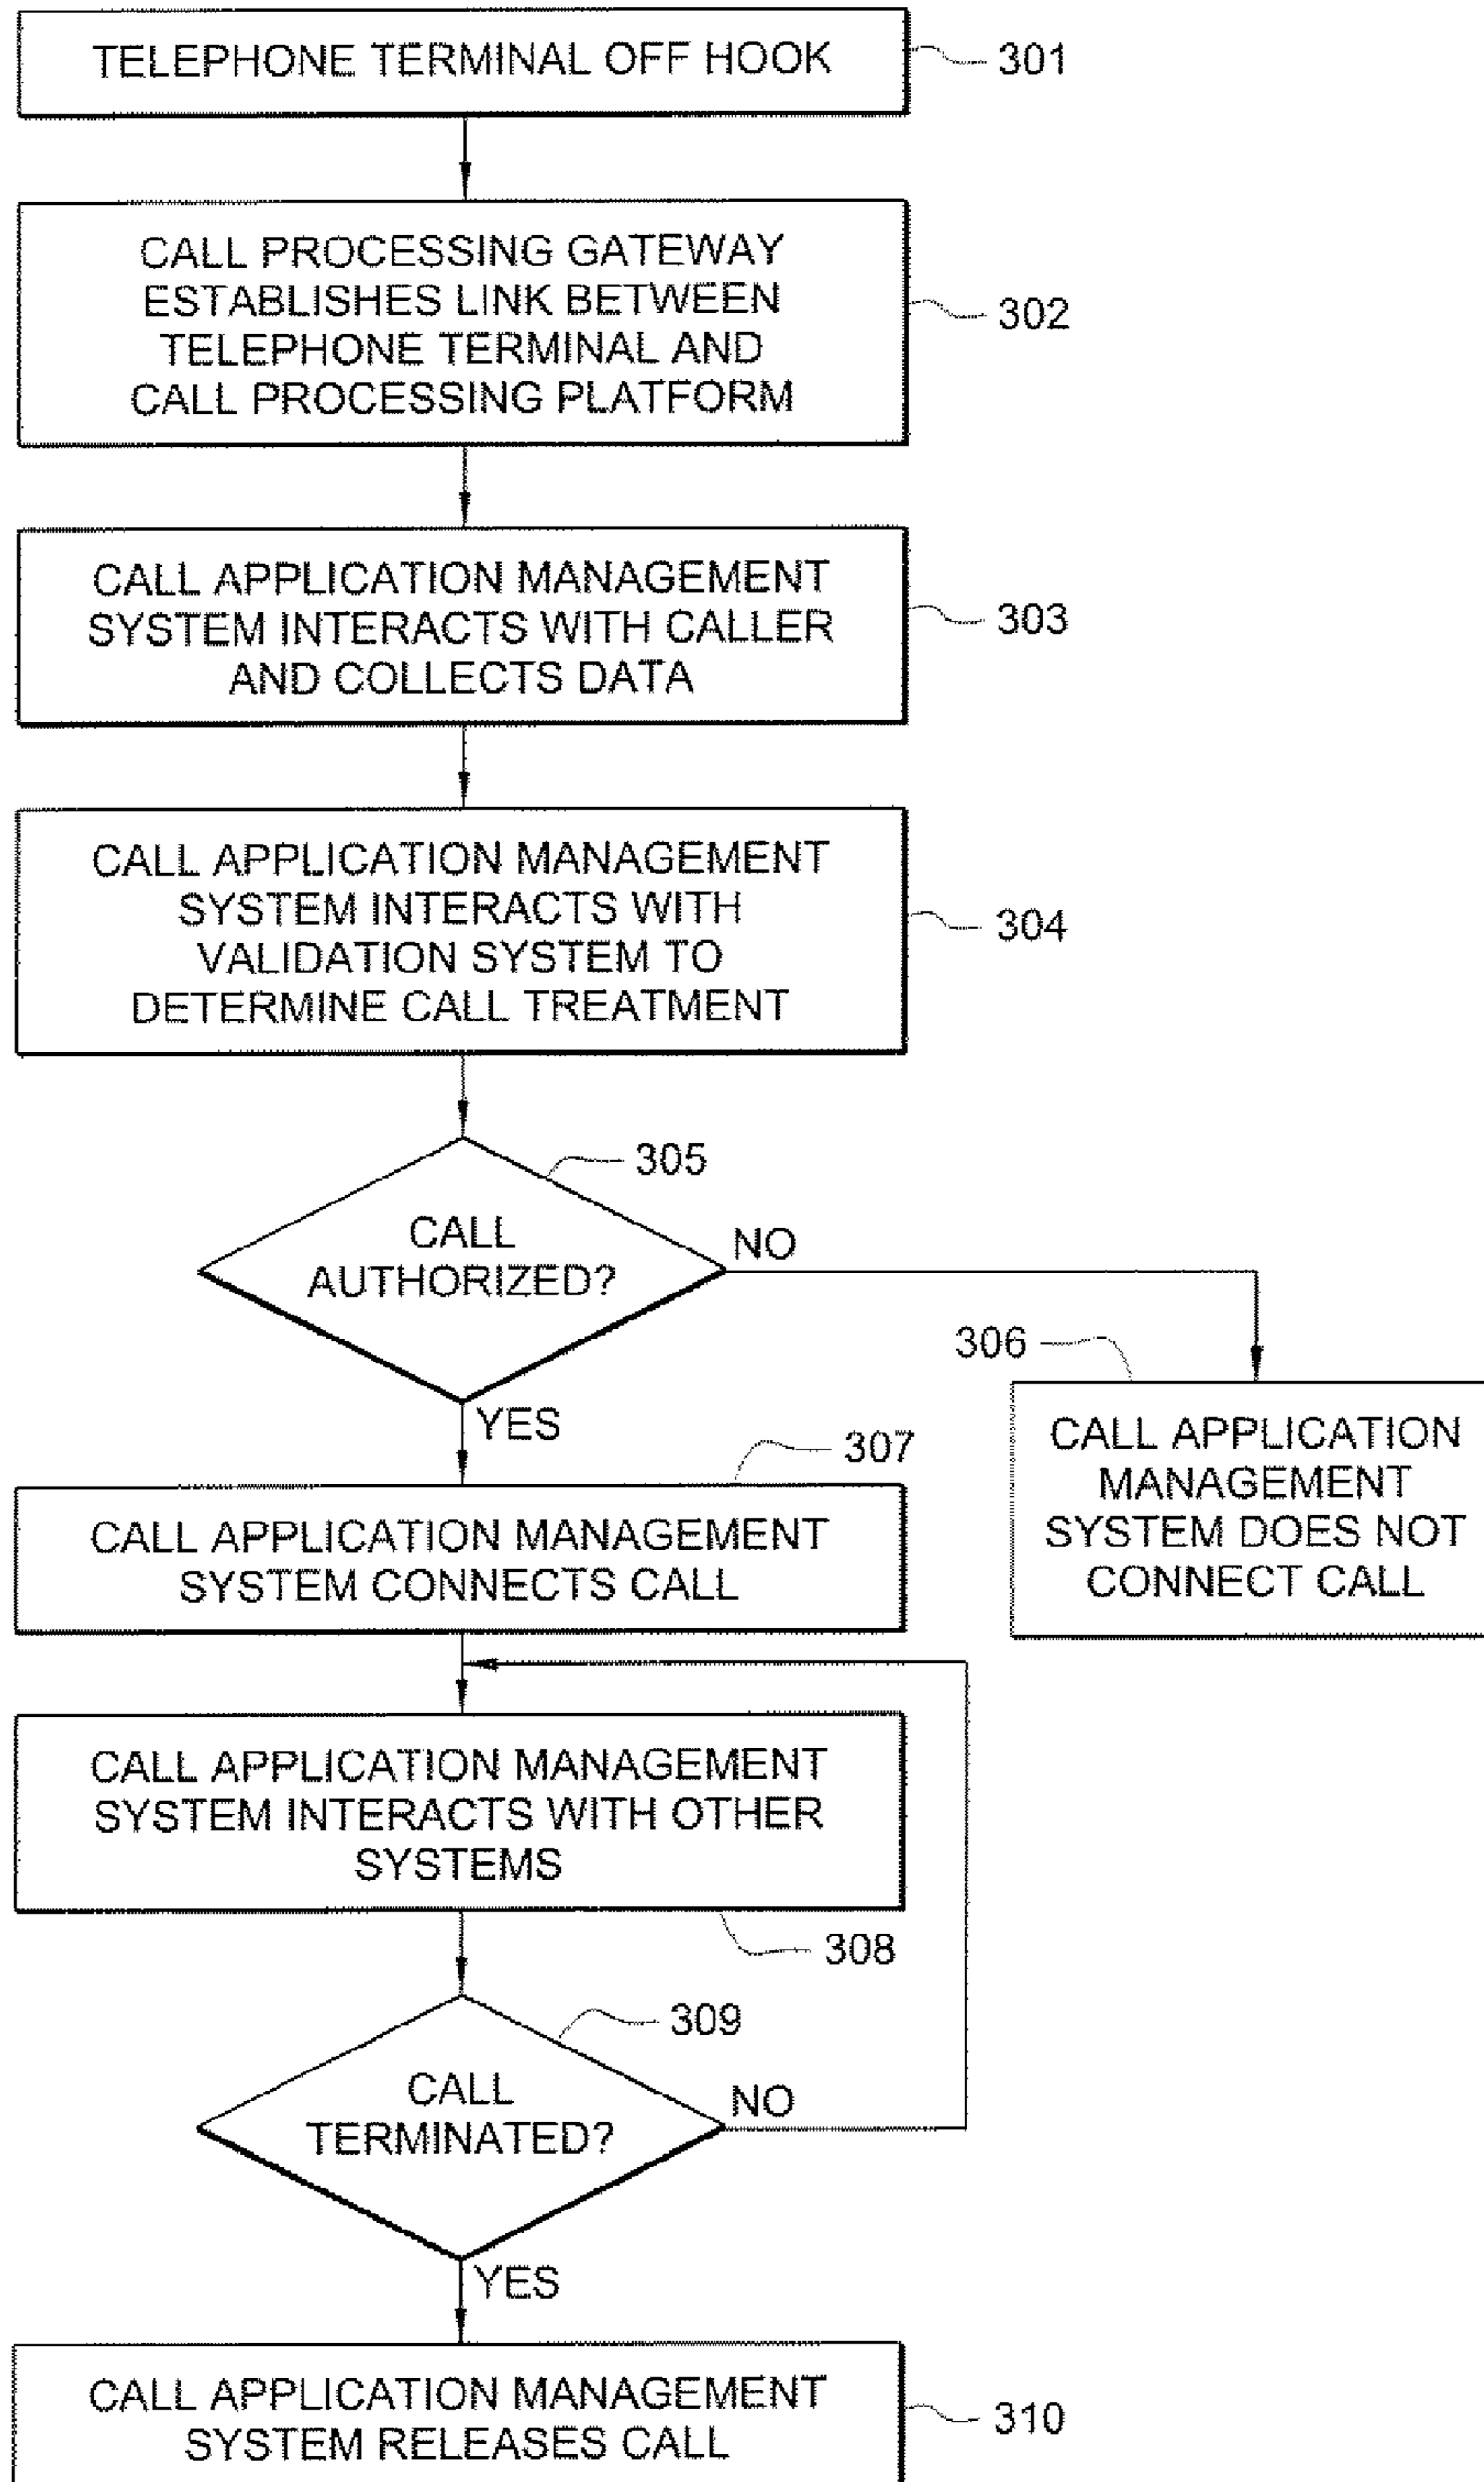 TELEPHONE TERMINAL OFF HOOK
301
CALL PROCESSING GATEWAY
ESTABLISHES LINK BETWEEN
TELEPHONE TERMINAL AND
CALL PROCESSING PLATFORM
302
CALL APPLICATION MANAGEMENT
SYSTEM INTERACTS WITH CALLER
AND COLLECTS DATA
303
CALL APPLICATION MANAGEMENT
SYSTEM INTERACTS WITH
VALIDATION SYSTEM TO
DETERMINE CALL TREATMENT
304
305
CALL
AUTHORIZED?
NO
YES
306
CALL APPLICATION
MANAGEMENT
SYSTEM DOES NOT
CONNECT CALL
307
CALL APPLICATION MANAGEMENT
SYSTEM CONNECTS CALL
CALL APPLICATION MANAGEMENT
SYSTEM INTERACTS WITH OTHER
SYSTEMS
308
309
CALL
TERMINATED?
NO
YES
CALL APPLICATION MANAGEMENT
SYSTEM RELEASES CALL
310